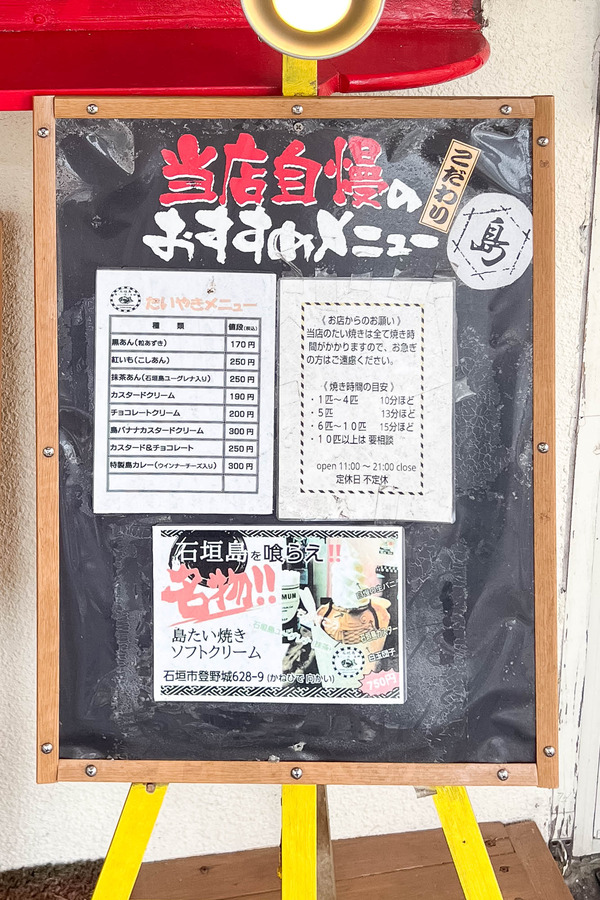 当店自慢の
こだわり
おすすめメニュー
島
たいやきメニュー
種 類 値段(税込)
黒あん(粒あずき) 170円
紅いも(こしあん) 250円
抹茶あん(石垣島ユーグレナ入り) 250円
カスタードクリーム 190円
チョコレートクリーム 200円
島バナナカスタードクリーム 300円
カスタード&チョコレート 250円
特製島カレー(ウインナーチーズ入り) 300円
《お店からのお願い》
当店のたい焼きは全て焼き時
間がかかりますので、お急ぎ
の方はご遠慮ください。
《焼き時間の目安》
・1匹〜4匹 10分ほど
・5匹 13分ほど
・6匹〜10匹 15分ほど
・10匹以上は 要相談
open 11:00 〜 21:00 close
定休日 不定休
石垣島を喰らえ!!
名物!!
島たい焼き
ソフトクリーム
白玉団子
750円
石垣市登野城628-9 (かねひで 向かい)